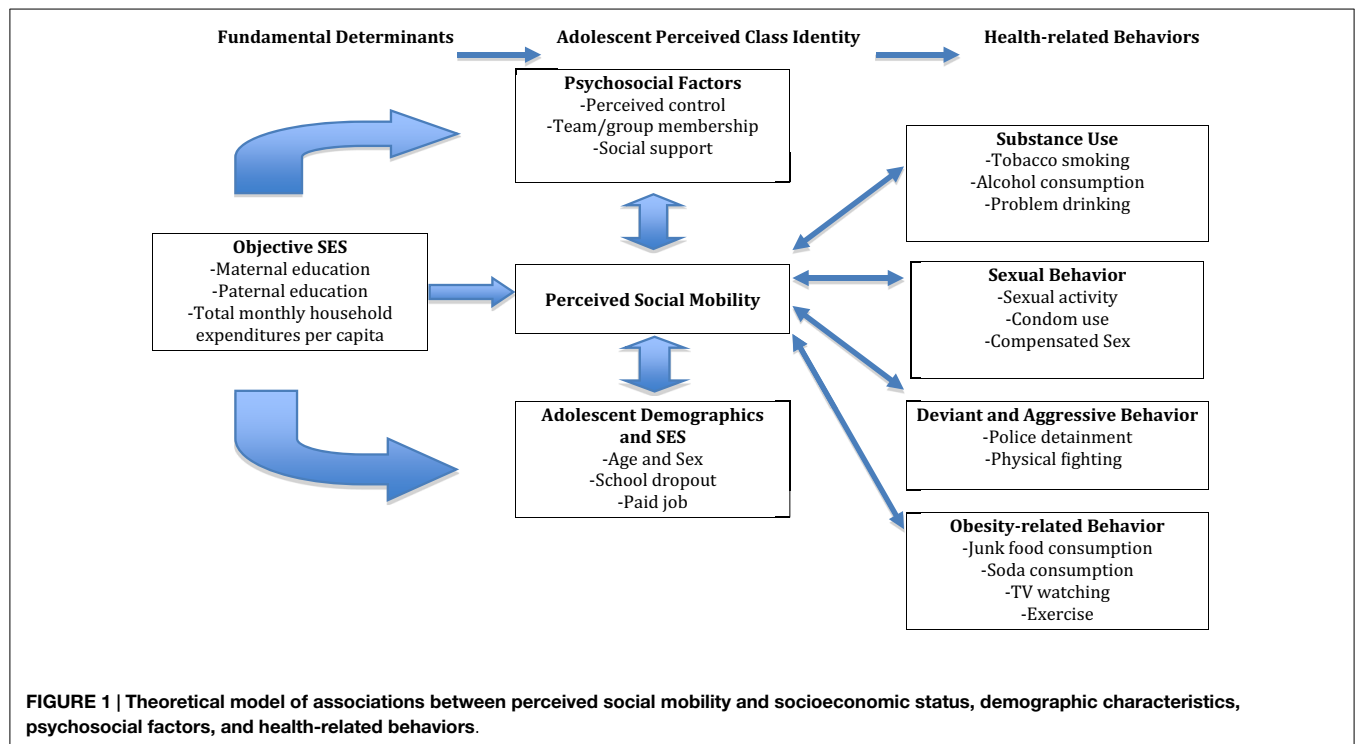 Fundamental Determinants
Adolescent Perceived Class Identity
Health-related Behaviors
Objective SES
-Maternal education
-Paternal education
-Total monthly household
expenditures per capita
Psychosocial Factors
-Perceived control
-Team/group membership
-Social support
Perceived Social Mobility
Adolescent Demographics
and SES
-Age and Sex
-School dropout
-Paid job
Substance Use
-Tobacco smoking
-Alcohol consumption
-Problem drinking
Sexual Behavior
-Sexual activity
-Condom use
-Compensated Sex
Deviant and Aggressive Behavior
-Police detainment
-Physical fighting
Obesity-related Behavior
-Junk food consumption
-Soda consumption
-TV watching
-Exercise
FIGURE 1 | Theoretical model of associations between perceived social mobility and socioeconomic status, demographic characteristics,
psychosocial factors, and health-related behaviors.